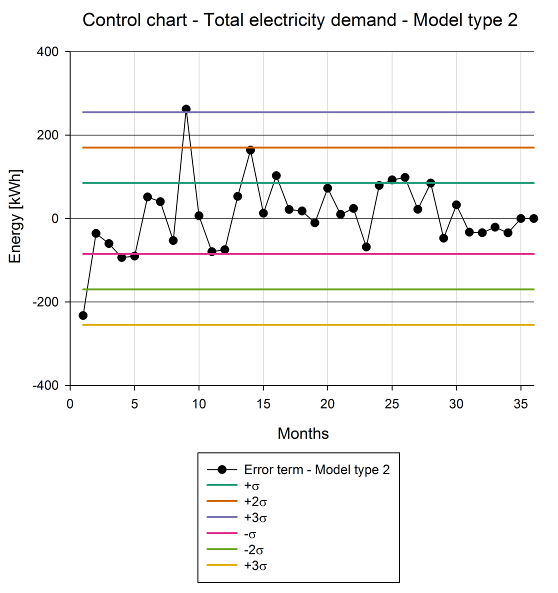 Control chart - Total electricity demand - Model type 2
400
200
0
-200
-400
Energy [kWh]
0 5 10 15 20 25 30 35
Months
Error term - Model type 2
+σ
+2σ
+3σ
-σ
-2σ
+3σ